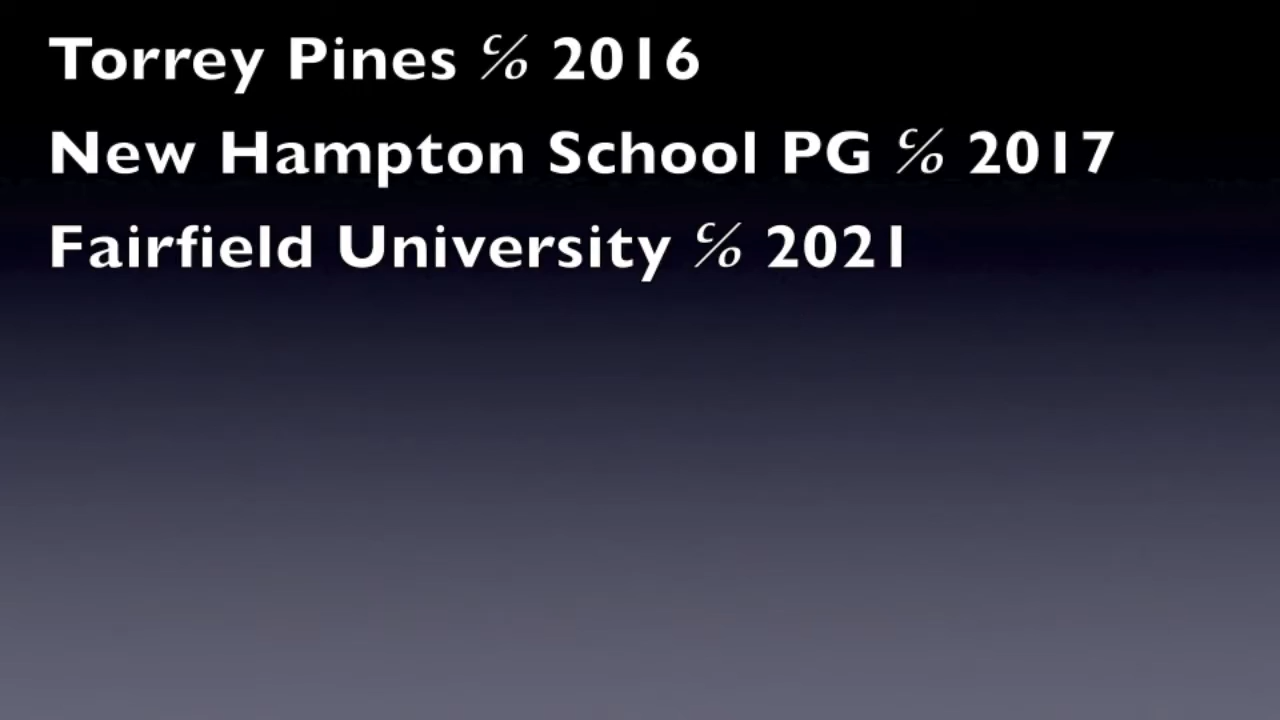 Torrey Pines ℅ 2016
New Hampton School PG ℅ 2017
Fairfield University ℅ 2021